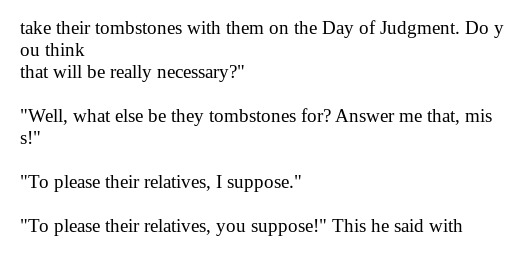 take their tombstones with them on the Day of Judgment. Do y
ou think
that will be really necessary?"
"Well, what else be they tombstones for? Answer me that, mis
s!"
"To please their relatives, I suppose."
"To please their relatives, you suppose!" This he said with